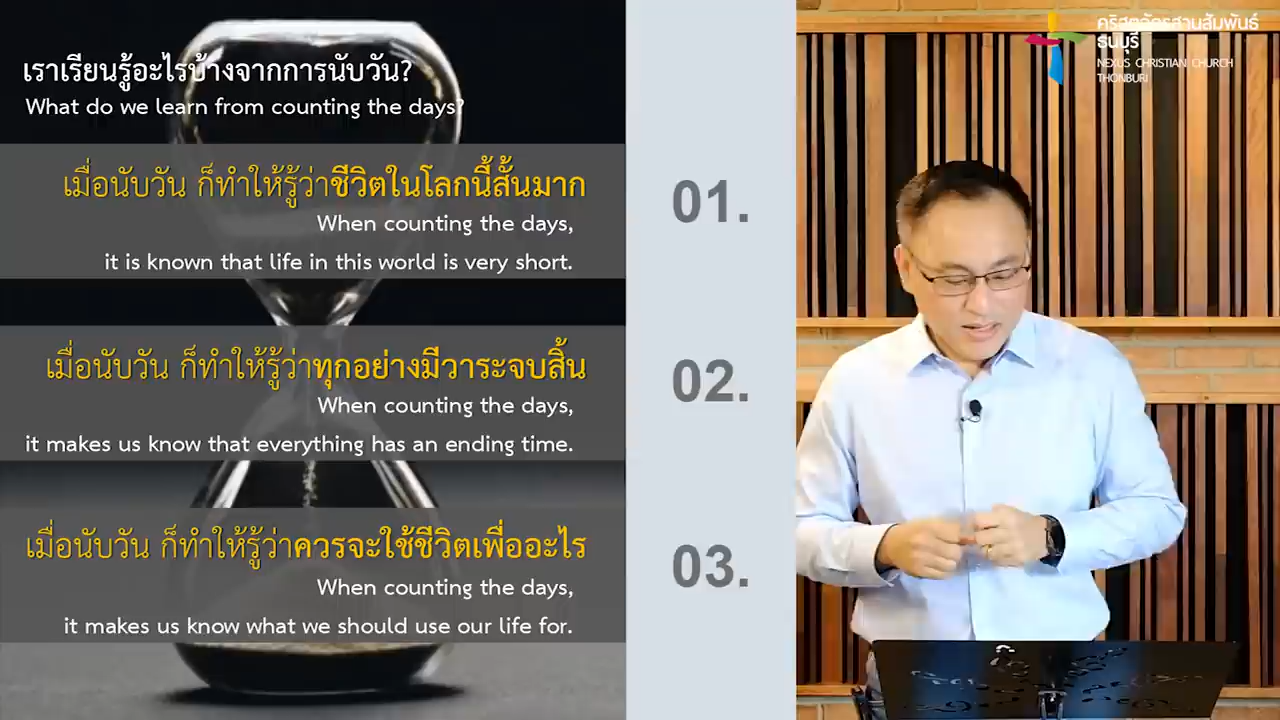 เราเรียนรู้อะไรบ้างจากการนับวัน?
What do we learn from counting the days?
เมื่อนับวัน ก็ทำให้รู้ว่าชีวิตในโลกนี้สั้นมาก
When counting the days,
it is known that life in this world is very short.
01.
เมื่อนับวัน ก็ทำให้รู้ว่าทุกอย่างมีวาระจบสิ้น
When counting the days,
it makes us know that everything has an ending time.
02.
เมื่อนับวัน ก็ทำให้รู้ว่าควรจะใช้ชีวิตเพื่ออะไร
When counting the days,
it makes us know what we should use our life for.
03.
คริสตจักรสานสัมพันธ์
ธนบุรี
NEXUS CHRISTIAN CHURCH
THONBURI